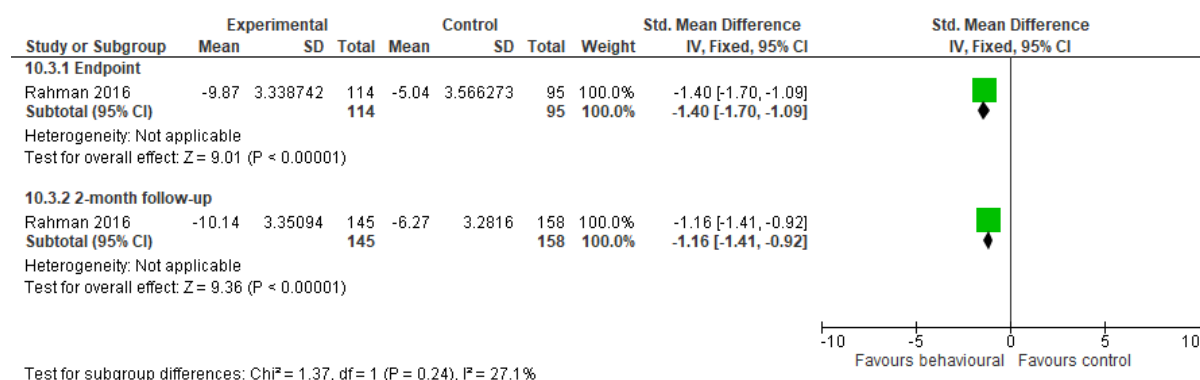 Experimental Control Std. Mean Difference Std. Mean Difference
Study or Subgroup Mean SD Total Mean SD Total Weight IV, Fixed, 95% CI IV, Fixed, 95% CI
10.3.1 Endpoint
Rahman 2016 -9.87 3.338742 114 -5.04 3.566273 95 100.0% -1.40 [-1.70, -1.09]
Subtotal (95% CI) 114 95 100.0% -1.40 [-1.70, -1.09]
Heterogeneity: Not applicable
Test for overall effect: Z = 9.01 (P < 0.00001)
10.3.2 2-month follow-up
Rahman 2016 -10.14 3.35094 145 -6.27 3.2816 158 100.0% -1.16 [-1.41, -0.92]
Subtotal (95% CI) 145 158 100.0% -1.16 [-1.41, -0.92]
Heterogeneity: Not applicable
Test for overall effect: Z = 9.36 (P < 0.00001)
-10 -5 0 5 10
Favours behavioural Favours control
Test for subgroup differences: Chi² = 1.37, df = 1 (P = 0.24), I² = 27.1%